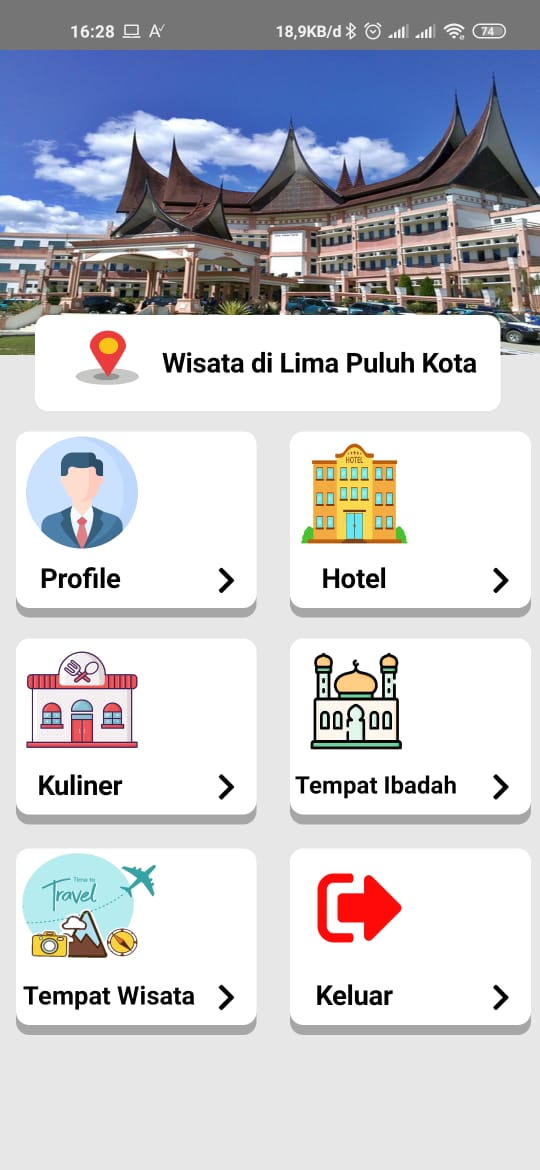 16:28
18,9KB/d
74
Wisata di Lima Puluh Kota
Profile
HOTEL
Hotel
Kuliner
Tempat Ibadah
Time to
Travel
Tempat Wisata
Keluar